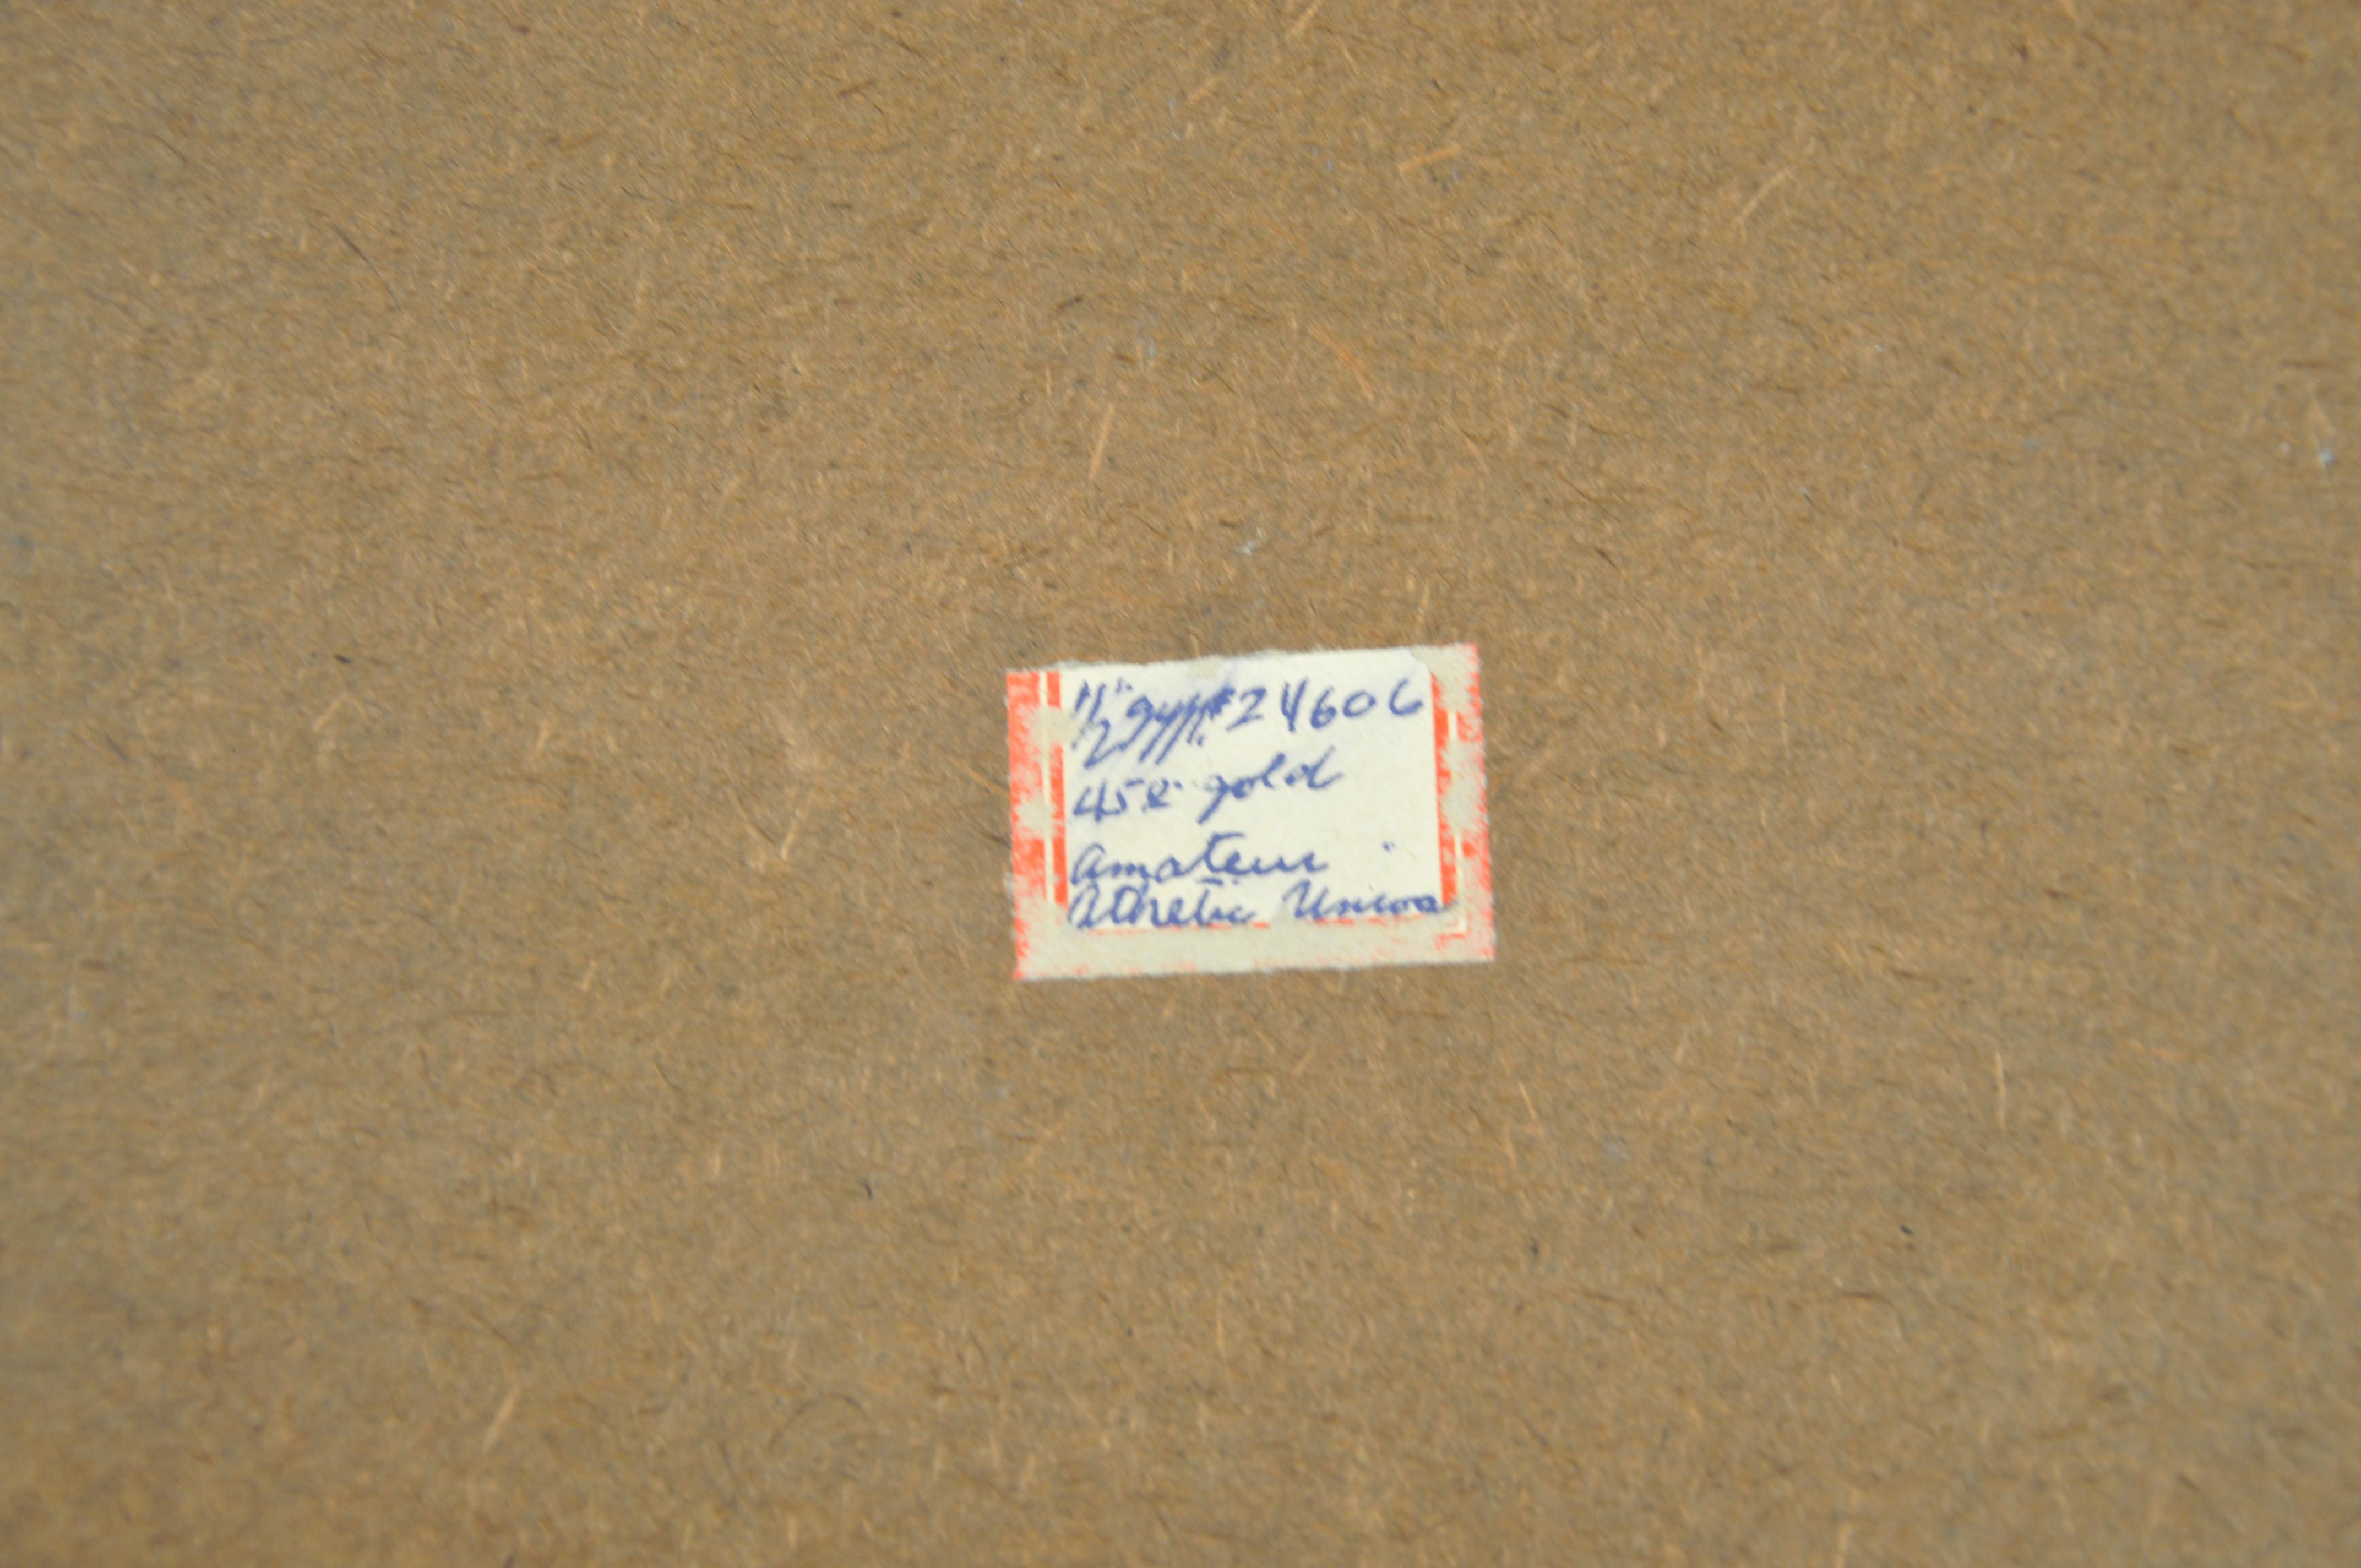 #24606
gold
Amateur
Athletic Union